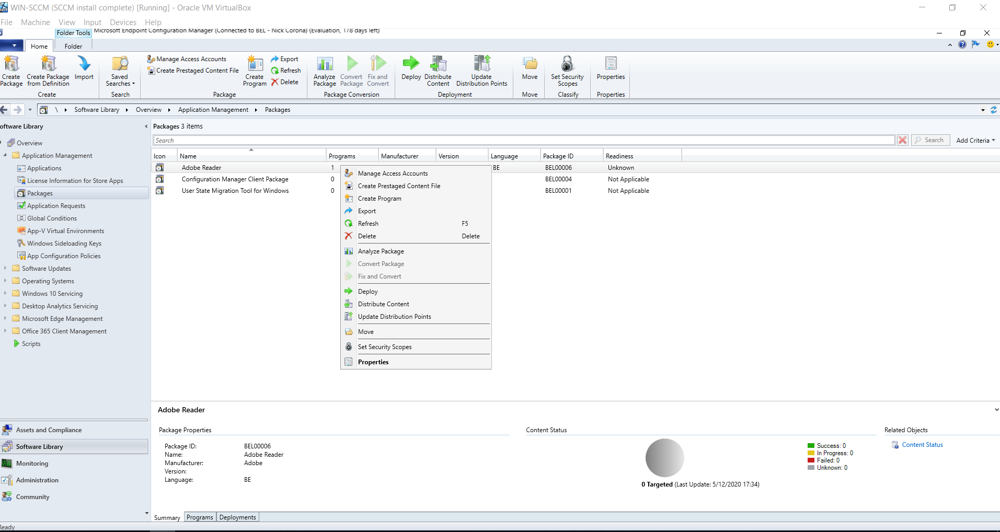 WIN-SCCM (SCCM install complete) [Running] - Oracle VM VirtualBox
File Machine View Input Devices Help
Folder Tools Microsoft Endpoint Configuration Manager (Connected to BEL - Nick Corona) (Evaluation, 178 days left)
Home Folder
Manage Access Accounts Export
Create Prestaged Content File Refresh
Create Package Create Package from Definition Import Saved Searches Create Program Delete Analyze Package Convert Package Fix and Convert Deploy Distribute Content Update Distribution Points Move Set Security Scopes Properties
Create Search Package Package Conversion Deployment Move Classify Properties
\ Software Library Overview Application Management Packages
oftware Library
Overview
Application Management
Applications
License Information for Store Apps
Packages
Application Requests
Global Conditions
App-V Virtual Environments
Windows Sideloading Keys
App Configuration Policies
Software Updates
Operating Systems
Windows 10 Servicing
Desktop Analytics Servicing
Microsoft Edge Management
Office 365 Client Management
Scripts
Assets and Compliance
Software Library
Monitoring
Administration
Community
Packages 3 items
Search Search Add Criteria
Icon Name Programs Manufacturer Version Language Package ID Readiness
Adobe Reader 1 BE BEL00006 Unknown
Configuration Manager Client Package 0 BEL00004 Not Applicable
User State Migration Tool for Windows 0 BEL00001 Not Applicable
Manage Access Accounts
Create Prestaged Content File
Create Program
Export
Refresh F5
Delete Delete
Analyze Package
Convert Package
Fix and Convert
Deploy
Distribute Content
Update Distribution Points
Move
Set Security Scopes
Properties
Adobe Reader
Package Properties
Package ID: BEL00006
Name: Adobe Reader
Manufacturer: Adobe
Version:
Language: BE
Content Status
Success: 0
In Progress: 0
Failed: 0
Unknown: 0
0 Targeted (Last Update: 5/12/2020 17:34)
Related Objects
Content Status
Summary Programs Deployments
Ready